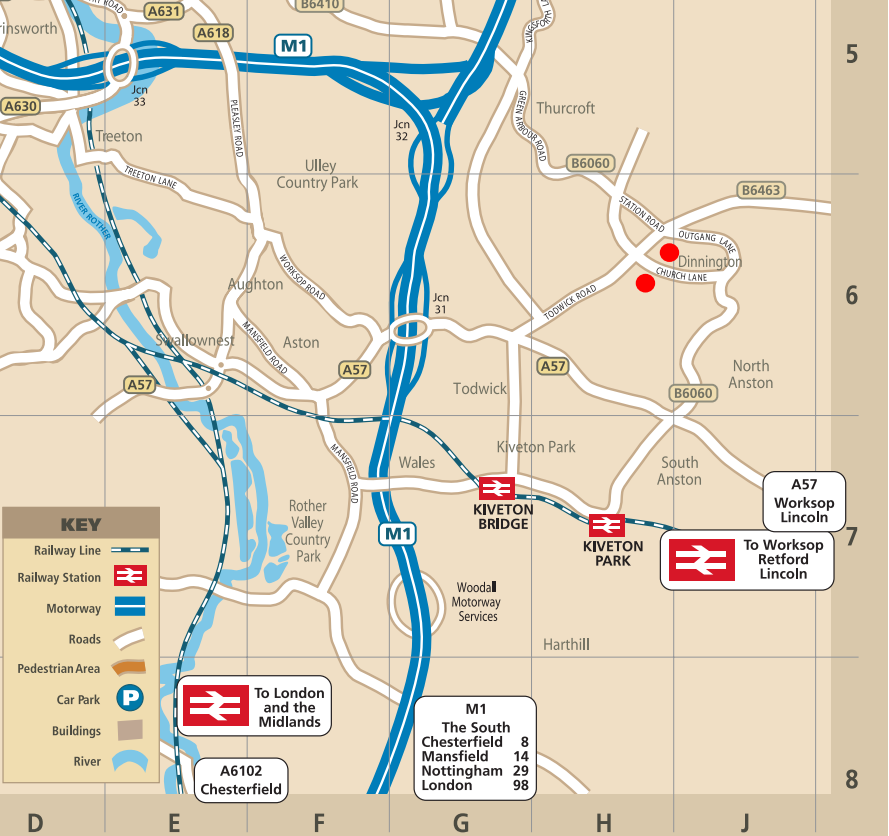 B6410
A631
A618
M1
rinsworth
5
Jcn
33
A630
Treeton
PLEASLEY ROAD
Jcn
32
GREEN ARBOUR ROAD
Thurcroft
B6060
TREETON LANE
Ulley
Country Park
RIVER ROTHER
STATION ROAD
B6463
OUTGANG LANE
Dinnington
CHURCH LANE
6
TODWICK ROAD
WORKSOP ROAD
Aughton
Jcn
31
Swallownest
MANSFIELD ROAD
Aston
A57
A57
A57
Todwick
North
Anston
B6060
MANSFIELD ROAD
Wales
Kiveton Park
South
Anston
A57
Worksop
Lincoln
KIVETON
BRIDGE
KIVETON
PARK
7
To Worksop
Retford
Lincoln
Rother
Valley
Country
Park
M1
Woodall
Motorway
Services
Harthill
KEY
Railway Line
Railway Station
Motorway
Roads
Pedestrian Area
Car Park P
Buildings
River
To London
and the
Midlands
A6102
Chesterfield
M1
The South
Chesterfield 8
Mansfield 14
Nottingham 29
London 98
8
D E F G H J